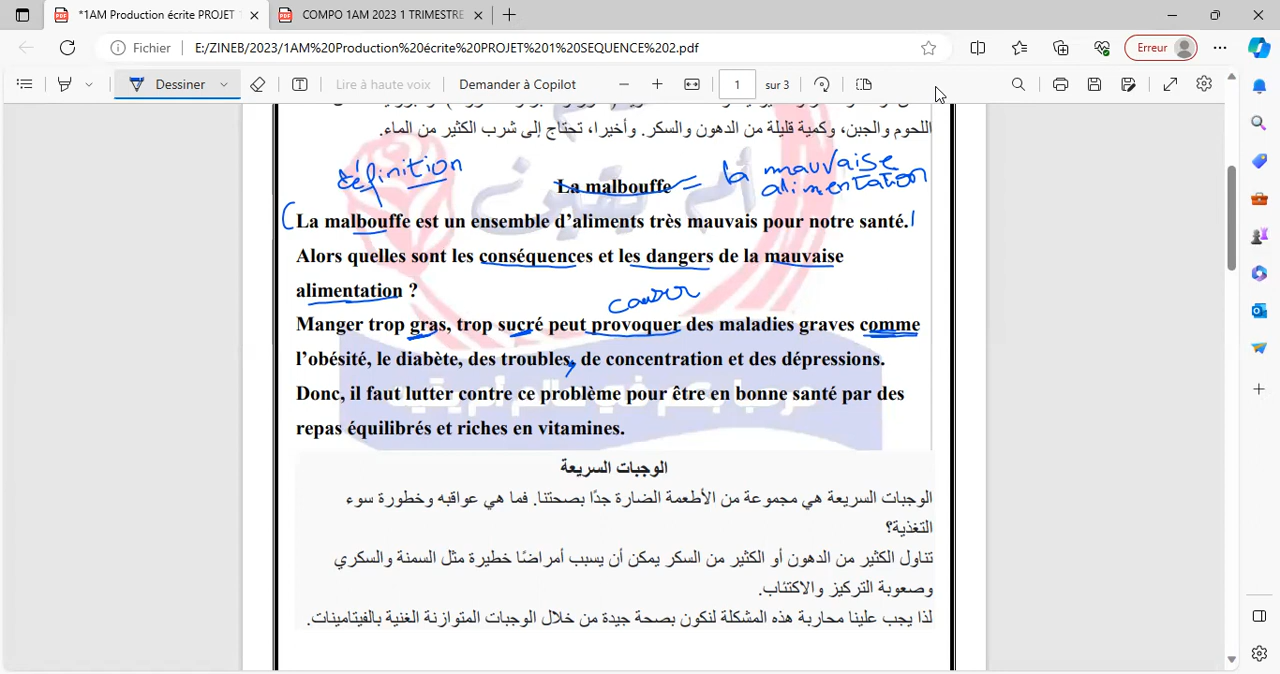 *1AM Production écrite PROJET
COMPO 1AM 2023 1 TRIMESTRE
Fichier
E:/ZINEB/2023/1AM%20Production%20écrite%20PROJET%201%20SEQUENCE%202.pdf
Erreur
Dessiner
Lire à haute voix
Demander à Copilot
1
sur 3
اللحوم والجبن، وكمية قليلة من الدهون والسكر. وأخيرا، تحتاج إلى شرب الكثير من الماء.
définition
La malbouffe = la mauvaise
alimentation
La malbouffe est un ensemble d'aliments très mauvais pour notre santé.
Alors quelles sont les conséquences et les dangers de la mauvaise
alimentation ?
causer
Manger trop gras, trop sucré peut provoquer des maladies graves comme
l'obésité, le diabète, des troubles, de concentration et des dépressions.
Donc, il faut lutter contre ce problème pour être en bonne santé par des
repas équilibrés et riches en vitamines.
الوجبات السريعة
الوجبات السريعة هي مجموعة من الأطعمة الضارة جدًا بصحتنا. فما هي عواقبه وخطورة سوء
التغذية؟
تناول الكثير من الدهون أو الكثير من السكر يمكن أن يسبب أمراضًا خطيرة مثل السمنة والسكري
وصعوبة التركيز والاكتئاب.
لذا يجب علينا محاربة هذه المشكلة لنكون بصحة جيدة من خلال الوجبات المتوازنة الغنية بالفيتامينات.